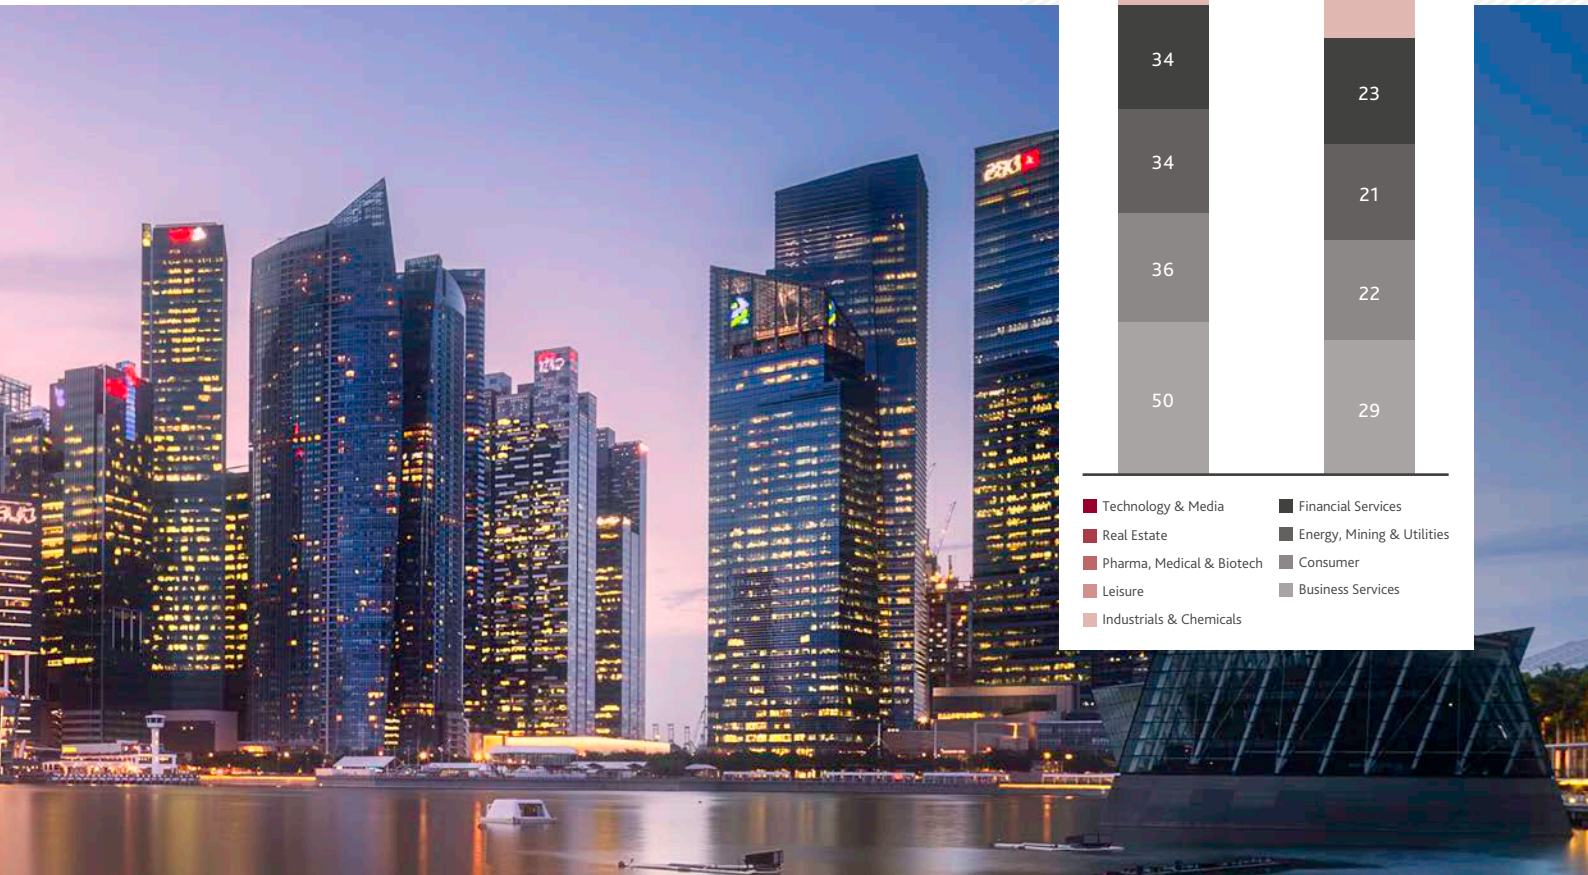 34
23
34
21
36
22
50
29
Technology & Media
Real Estate
Pharma, Medical & Biotech
Leisure
Industrials & Chemicals
Financial Services
Energy, Mining & Utilities
Consumer
Business Services